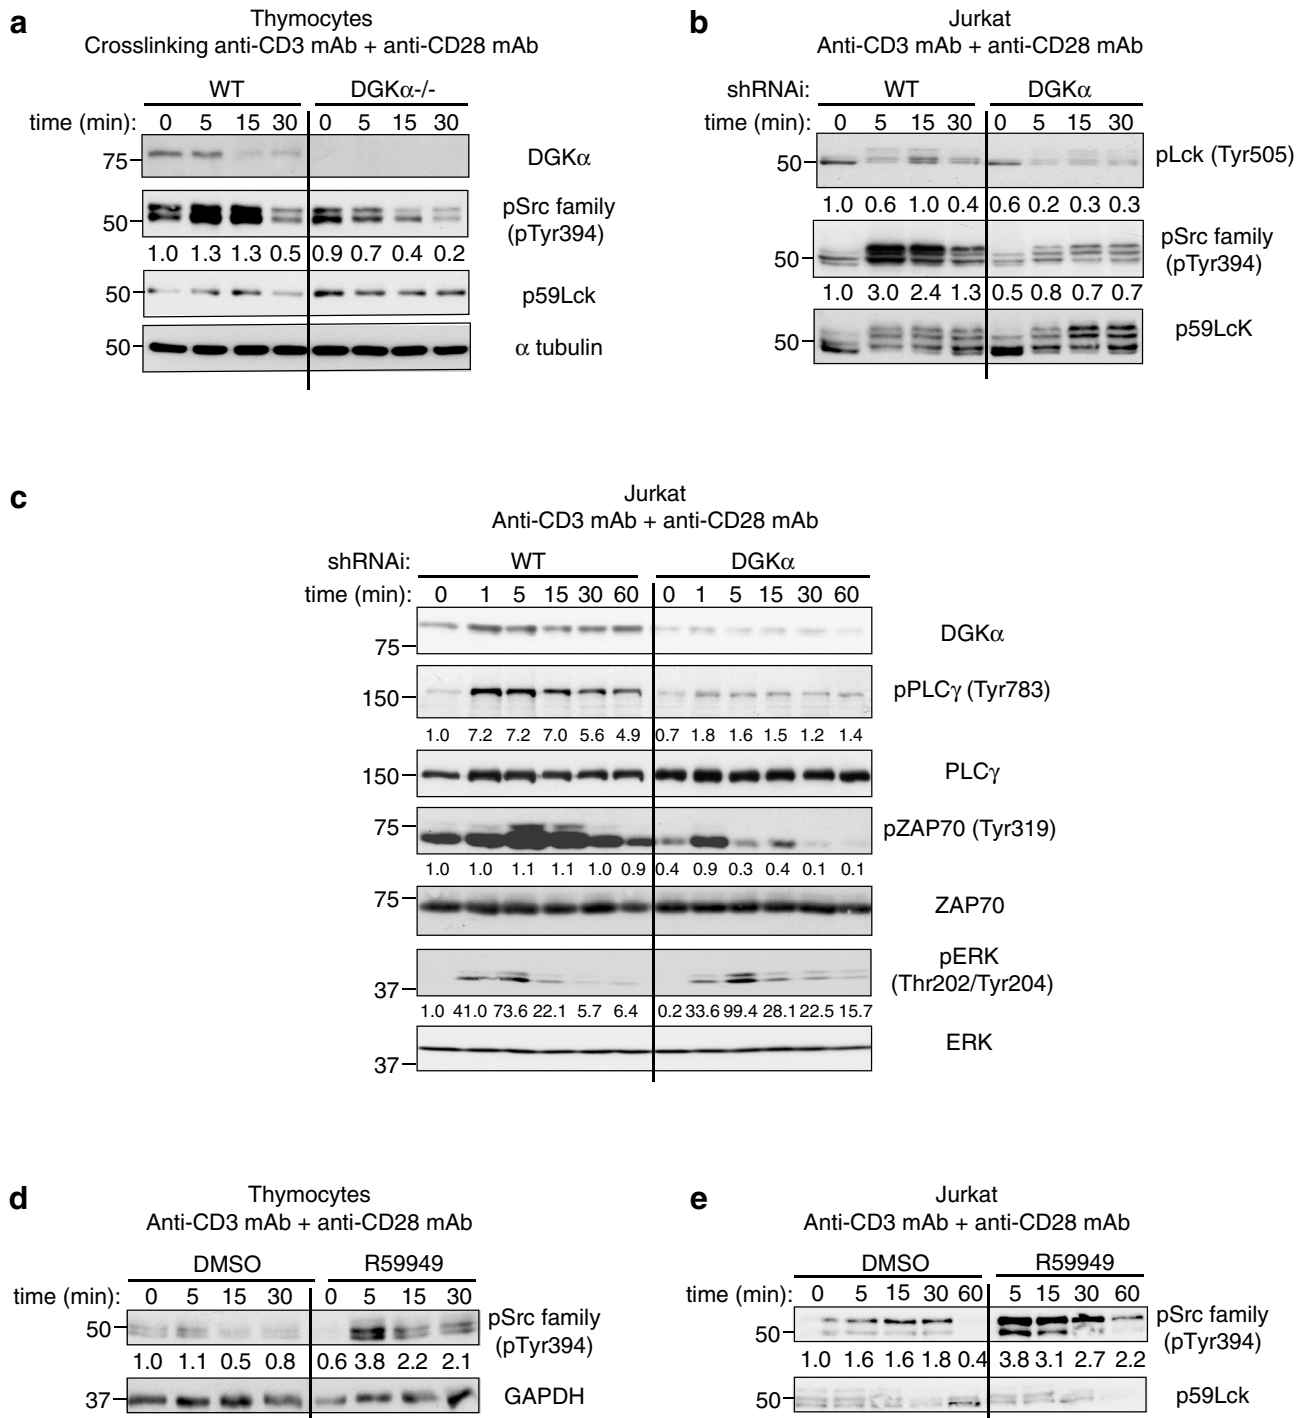 a
Thymocytes
Crosslinking anti-CD3 mAb + anti-CD28 mAb
WT DGKα-/-
time (min): 0 5 15 30 0 5 15 30
75 DGKα
50 pSrc family
(pTyr394)
1.0 1.3 1.3 0.5 0.9 0.7 0.4 0.2
50 p59Lck
50 α tubulin
b
Jurkat
Anti-CD3 mAb + anti-CD28 mAb
shRNAi: WT DGKα
time (min): 0 5 15 30 0 5 15 30
50 pLck (Tyr505)
1.0 0.6 1.0 0.4 0.6 0.2 0.3 0.3
50 pSrc family
(pTyr394)
1.0 3.0 2.4 1.3 0.5 0.8 0.7 0.7
50 p59LcK
c
Jurkat
Anti-CD3 mAb + anti-CD28 mAb
shRNAi: WT DGKα
time (min): 0 1 5 15 30 60 0 1 5 15 30 60
75 DGKα
150 pPLCγ (Tyr783)
1.0 7.2 7.2 7.0 5.6 4.9 0.7 1.8 1.6 1.5 1.2 1.4
150 PLCγ
75 pZAP70 (Tyr319)
1.0 1.0 1.1 1.1 1.0 0.9 0.4 0.9 0.3 0.4 0.1 0.1
75 ZAP70
37 pERK
(Thr202/Tyr204)
1.0 41.0 73.6 22.1 5.7 6.4 0.2 33.6 99.4 28.1 22.5 15.7
37 ERK
d
Thymocytes
Anti-CD3 mAb + anti-CD28 mAb
DMSO R59949
time (min): 0 5 15 30 0 5 15 30
50 pSrc family
(pTyr394)
1.0 1.1 0.5 0.8 0.6 3.8 2.2 2.1
37 GAPDH
e
Jurkat
Anti-CD3 mAb + anti-CD28 mAb
DMSO R59949
time (min): 0 5 15 30 60 5 15 30 60
50 pSrc family
(pTyr394)
1.0 1.6 1.6 1.8 0.4 3.8 3.1 2.7 2.2
50 p59Lck